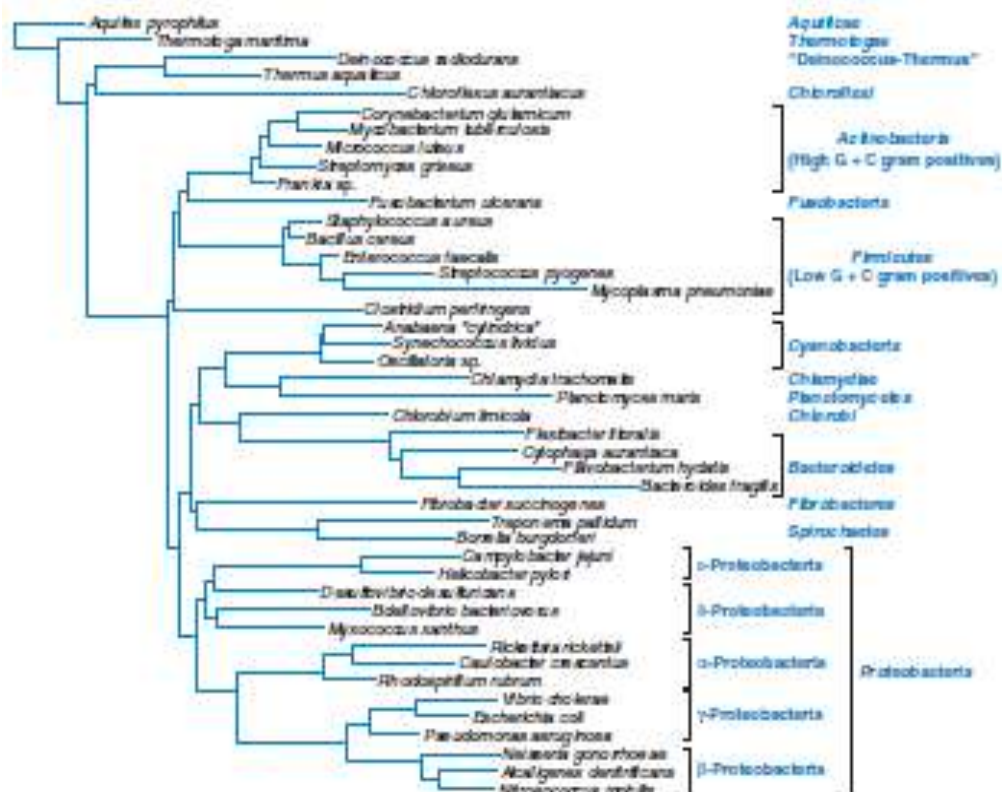 Aquifex pyrophilus Aquificae
Thermotoga maritima Thermotogae
Deinococcus radiodurans "Deinococcus-Thermus"
Thermus aquaticus
Chloroflexus aurantiacus Chloroflexi
Corynebacterium glutamicum
Mycobacterium tuberculosis
Micrococcus luteus
Actinobacteria
(High G + C gram positives)
Streptomyces griseus
Frankia sp.
Fusobacterium ulcerans Fusobacteria
Staphylococcus aureus
Bacillus cereus
Enterococcus faecalis
Firmicutes
(Low G + C gram positives)
Streptococcus pyogenes
Mycoplasma pneumoniae
Clostridium perfringens
Anabaena "cylindrica"
Synechococcus lividus Cyanobacteria
Oscillatoria sp.
Chlamydia trachomatis Chlamydiae
Planctomyces maris Planctomycetes
Chlorobium limicola Chlorobi
Flexibacter litoralis
Cytophaga aurantiaca
Flavobacterium hydatis Bacteroidetes
Bacteroides fragilis
Fibrobacter succinogenes Fibrobacteres
Treponema pallidum
Spirochaetes
Borrelia burgdorferi
Campylobacter jejuni
ε-Proteobacteria
Helicobacter pylori
Desulfovibrio desulfuricans
Bdellovibrio bacteriovorus δ-Proteobacteria
Myxococcus xanthus
Rickettsia rickettsii
Caulobacter crescentus α-Proteobacteria
Proteobacteria
Rhodospirillum rubrum
Vibrio cholerae
Escherichia coli γ-Proteobacteria
Pseudomonas aeruginosa
Neisseria gonorrhoeae
Alcaligenes denitrificans β-Proteobacteria